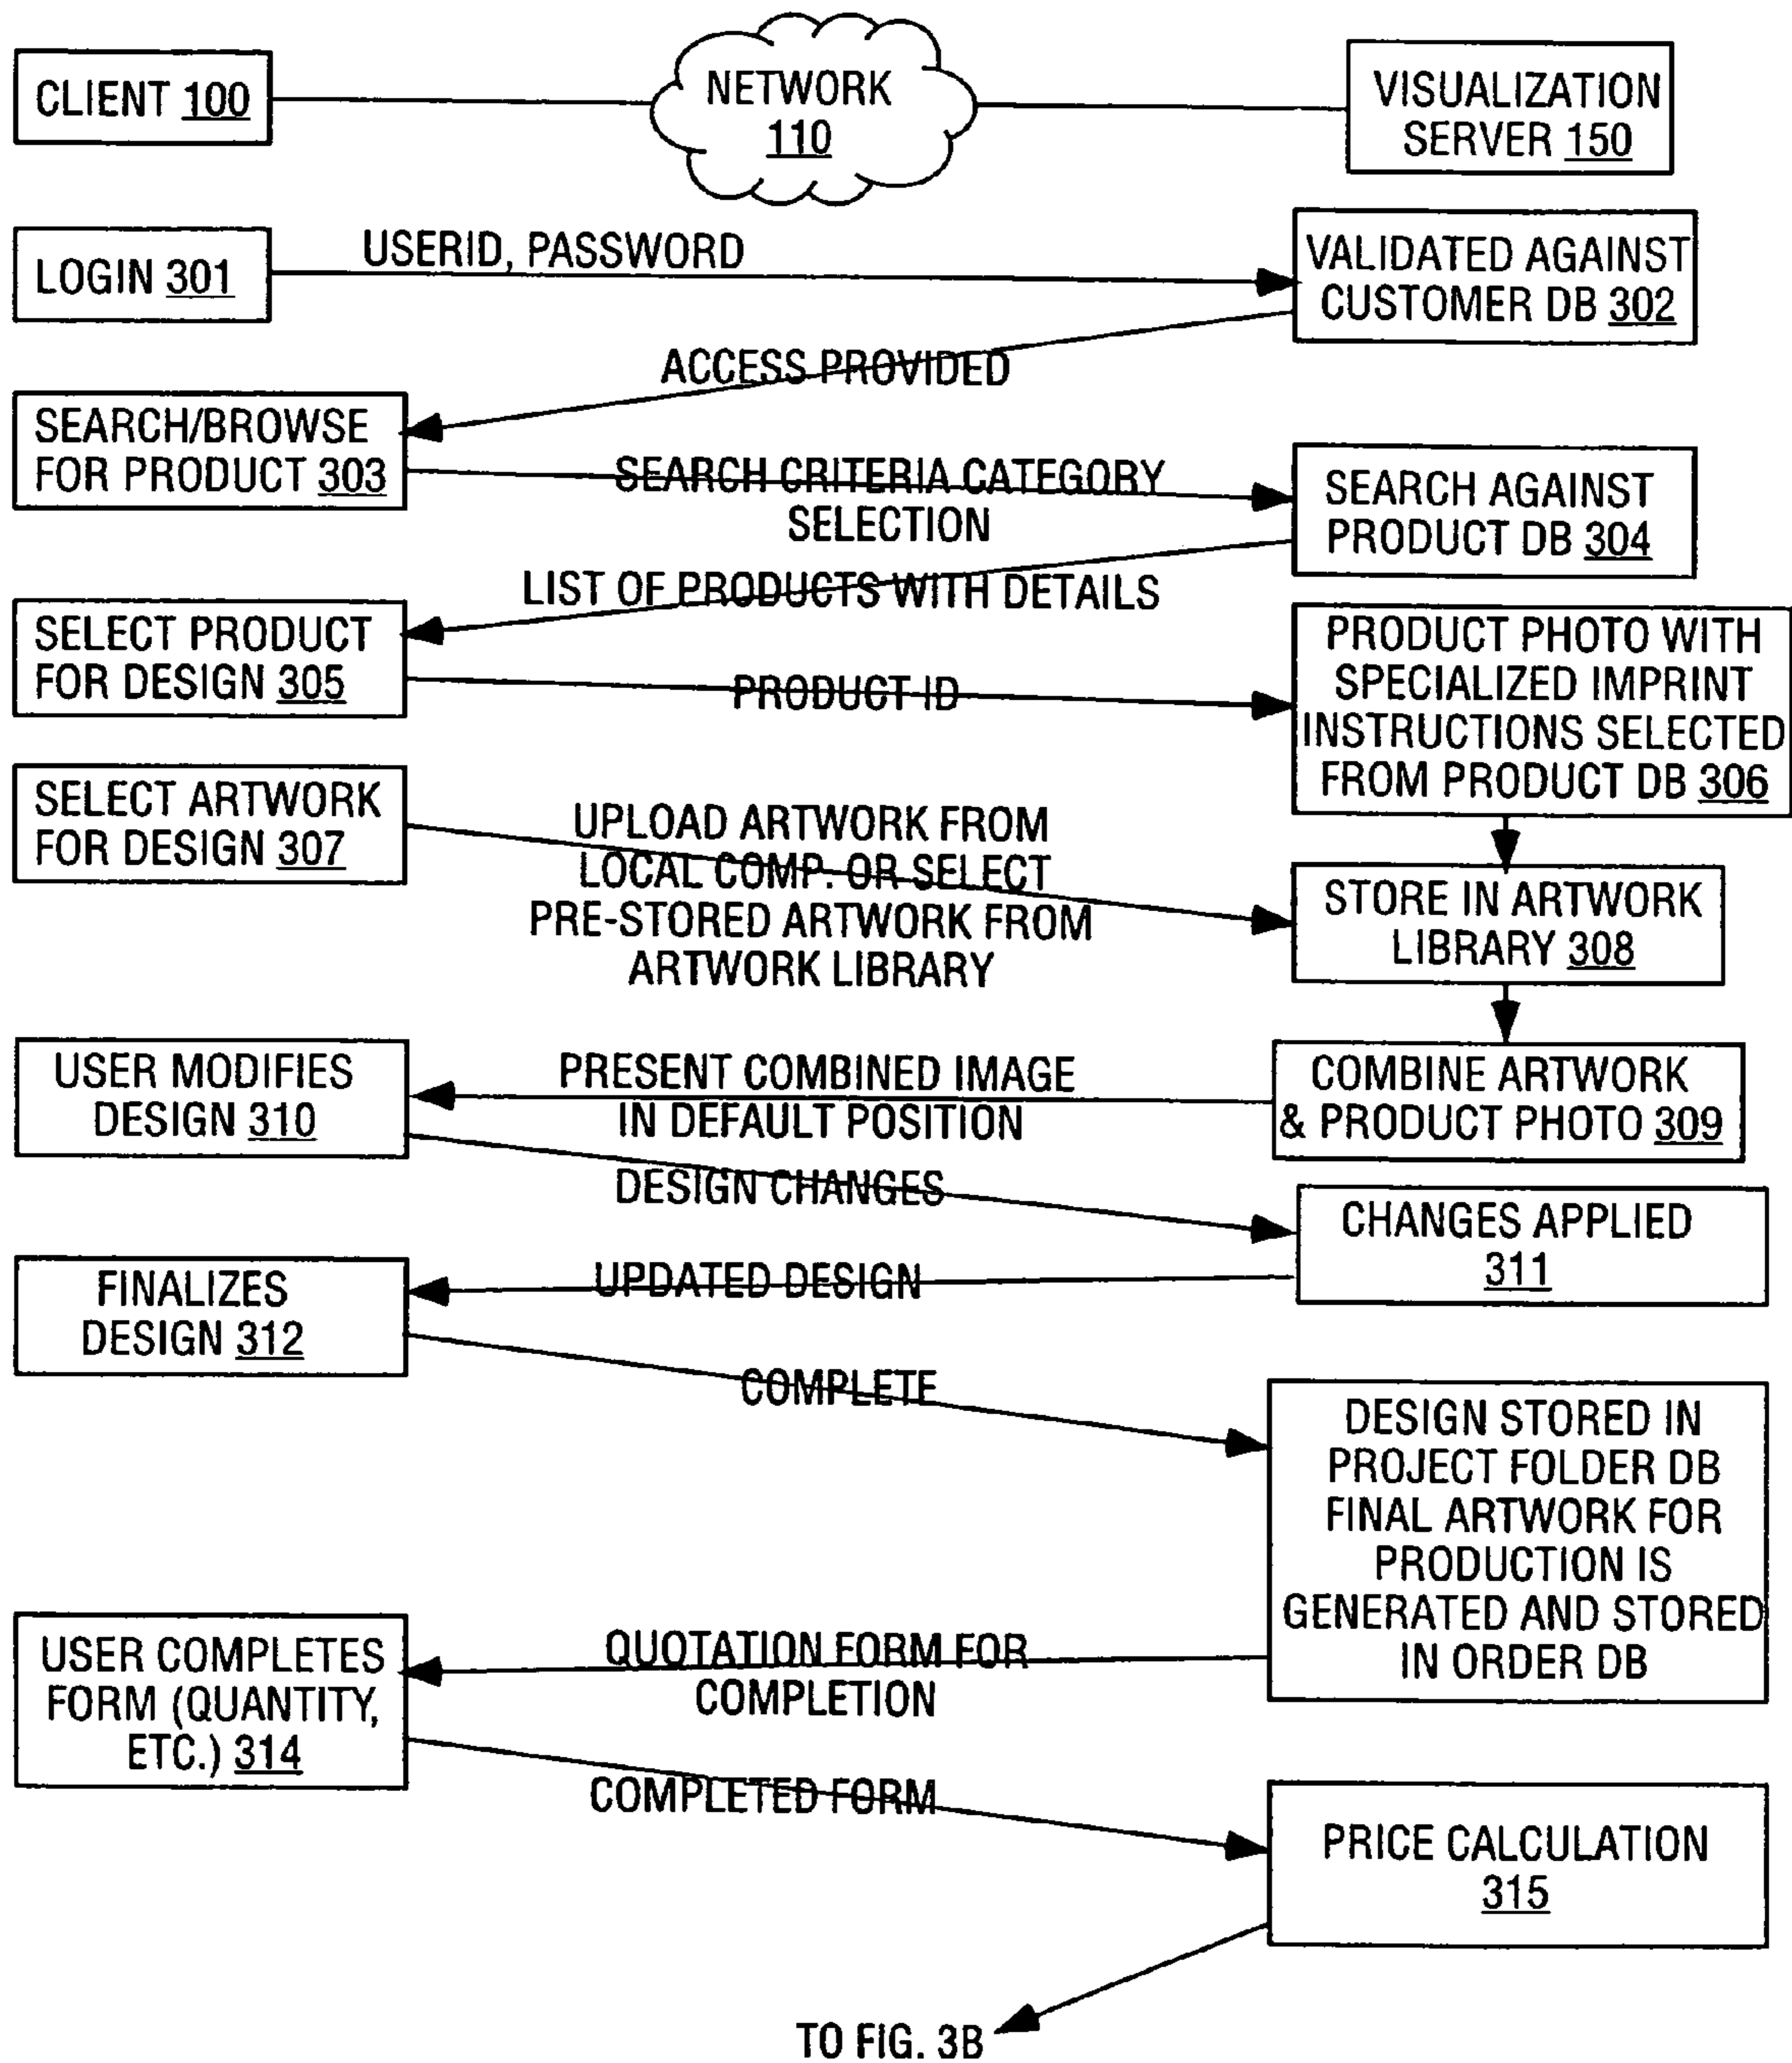 CLIENT 100
NETWORK
110
VISUALIZATION
SERVER 150
LOGIN 301
USERID, PASSWORD
VALIDATED AGAINST
CUSTOMER DB 302
ACCESS PROVIDED
SEARCH/BROWSE
FOR PRODUCT 303
SEARCH CRITERIA CATEGORY
SELECTION
SEARCH AGAINST
PRODUCT DB 304
LIST OF PRODUCTS WITH DETAILS
SELECT PRODUCT
FOR DESIGN 305
PRODUCT ID
PRODUCT PHOTO WITH
SPECIALIZED IMPRINT
INSTRUCTIONS SELECTED
FROM PRODUCT DB 306
SELECT ARTWORK
FOR DESIGN 307
UPLOAD ARTWORK FROM
LOCAL COMP. OR SELECT
PRE-STORED ARTWORK FROM
ARTWORK LIBRARY
STORE IN ARTWORK
LIBRARY 308
USER MODIFIES
DESIGN 310
PRESENT COMBINED IMAGE
IN DEFAULT POSITION
COMBINE ARTWORK
& PRODUCT PHOTO 309
DESIGN CHANGES
CHANGES APPLIED
311
FINALIZES
DESIGN 312
UPDATED DESIGN
COMPLETE
DESIGN STORED IN
PROJECT FOLDER DB
FINAL ARTWORK FOR
PRODUCTION IS
GENERATED AND STORED
IN ORDER DB
USER COMPLETES
FORM (QUANTITY,
ETC.) 314
QUOTATION FORM FOR
COMPLETION
COMPLETED FORM
PRICE CALCULATION
315
TO FIG. 3B